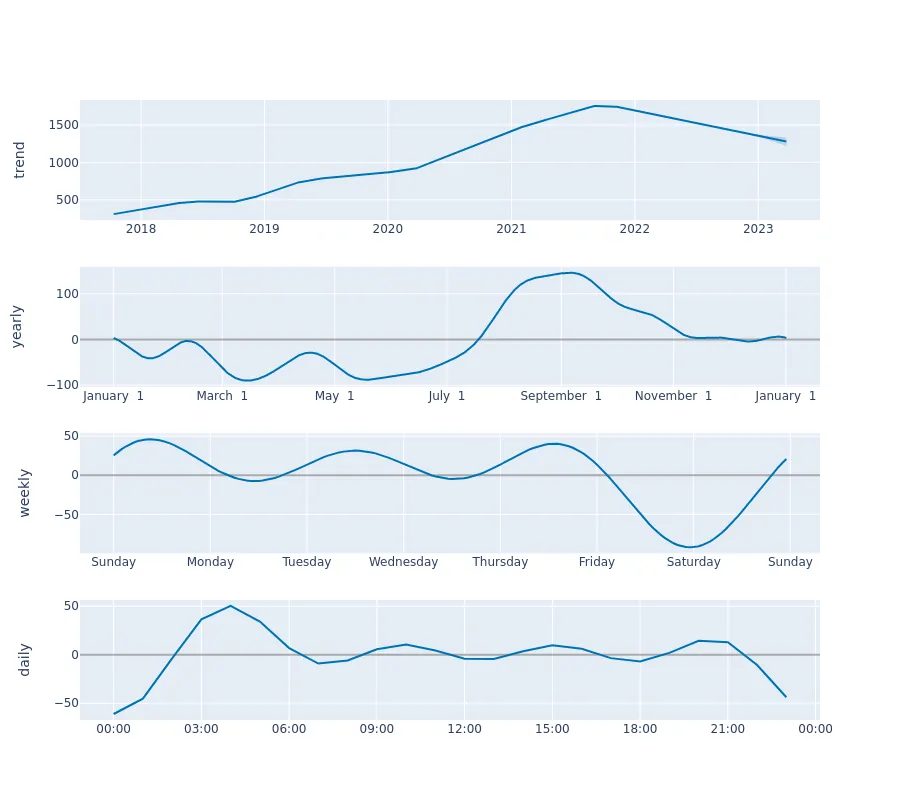 trend
1500
1000
500
2018 2019 2020 2021 2022 2023
yearly
100
0
−100
January 1 March 1 May 1 July 1 September 1 November 1 January 1
weekly
50
0
−50
Sunday Monday Tuesday Wednesday Thursday Friday Saturday Sunday
daily
50
0
−50
00:00 03:00 06:00 09:00 12:00 15:00 18:00 21:00 00:00